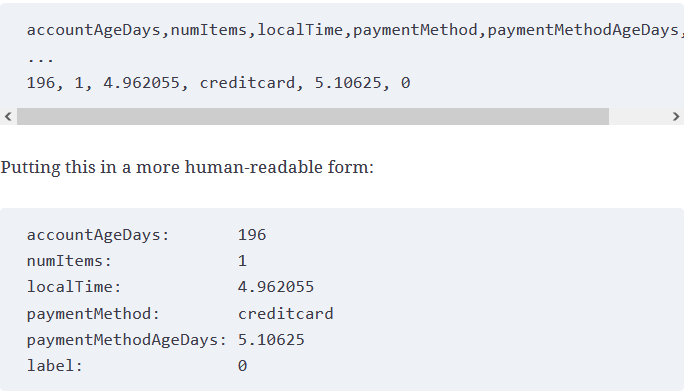 accountAgeDays,numItems,localTime,paymentMethod,paymentMethodAgeDays,
...
196, 1, 4.962055, creditcard, 5.10625, 0
Putting this in a more human-readable form:
accountAgeDays: 196
numItems: 1
localTime: 4.962055
paymentMethod: creditcard
paymentMethodAgeDays: 5.10625
label: 0